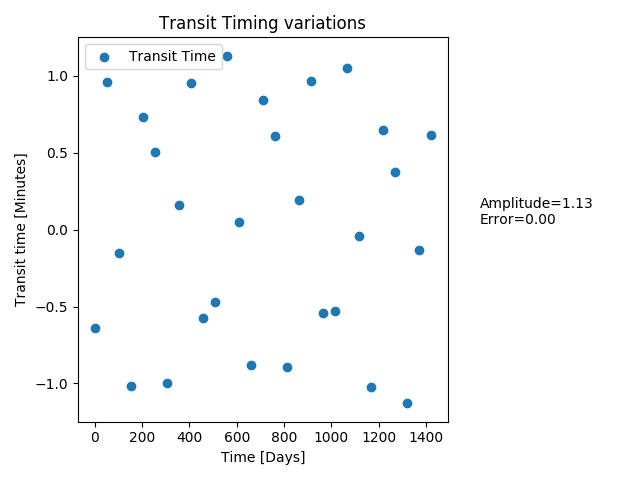 Transit Timing variations
Transit Time
1.0
0.5
0.0
−0.5
−1.0
Transit time [Minutes]
0 200 400 600 800 1000 1200 1400
Time [Days]
Amplitude=1.13
Error=0.00